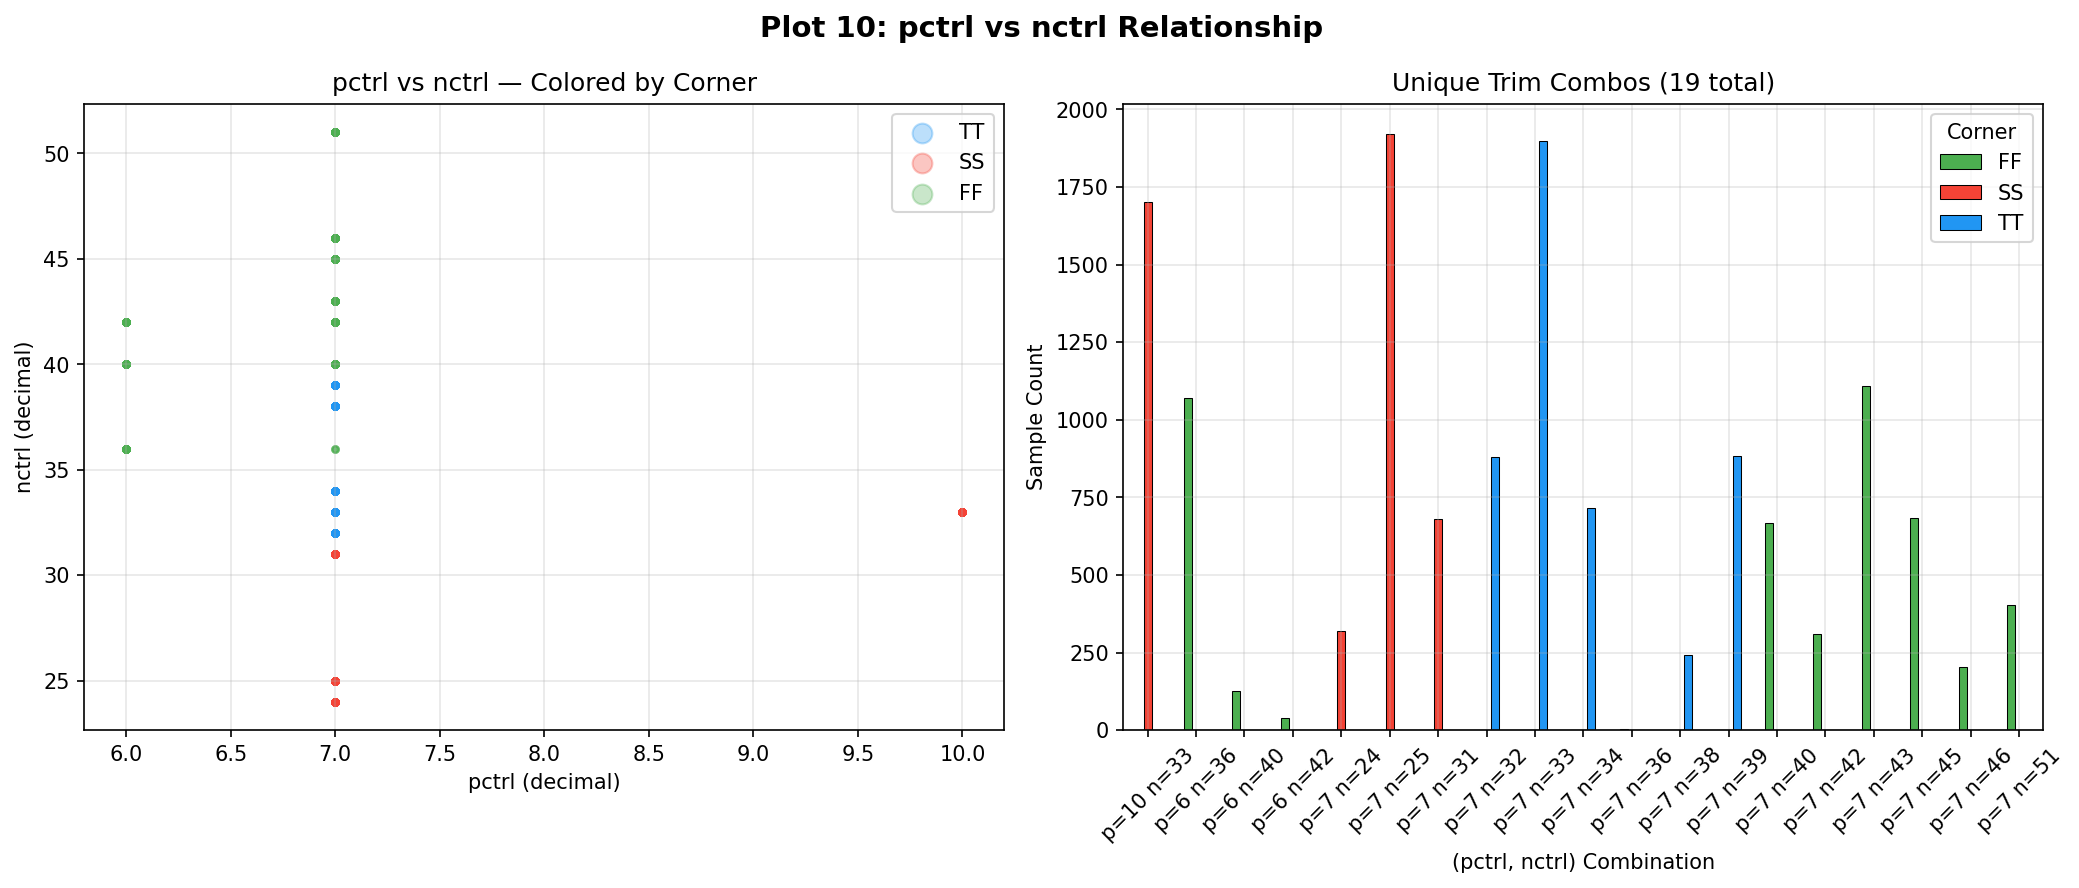 Plot 10: pctrl vs nctrl Relationship
pctrl vs nctrl — Colored by Corner
TT
SS
FF
50
45
40
35
30
25
nctrl (decimal)
6.0 6.5 7.0 7.5 8.0 8.5 9.0 9.5 10.0
pctrl (decimal)
Unique Trim Combos (19 total)
Corner
FF
SS
TT
2000
1750
1500
1250
1000
750
500
250
0
Sample Count
p=10 n=33
p=6 n=36
p=6 n=40
p=6 n=42
p=7 n=24
p=7 n=25
p=7 n=31
p=7 n=32
p=7 n=33
p=7 n=34
p=7 n=36
p=7 n=38
p=7 n=39
p=7 n=40
p=7 n=42
p=7 n=43
p=7 n=45
p=7 n=46
p=7 n=51
(pctrl, nctrl) Combination